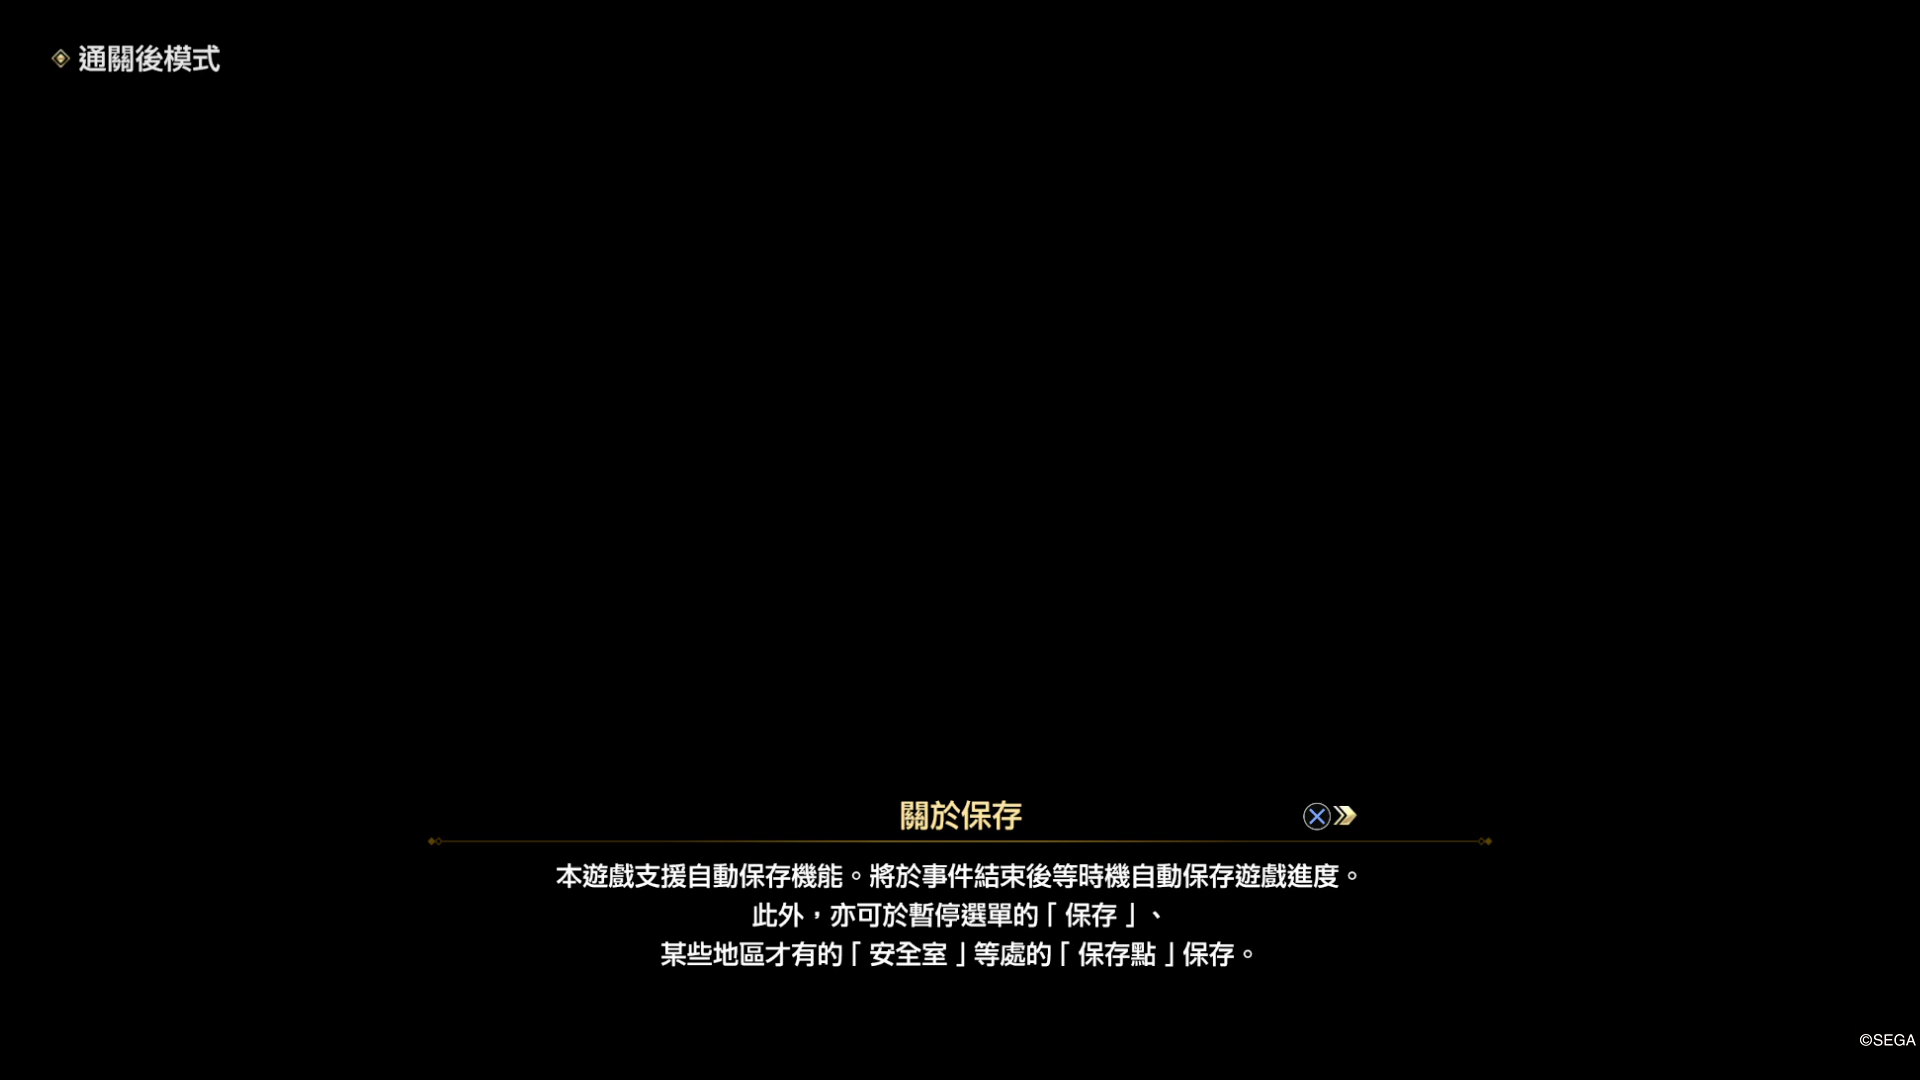 通關後模式
關於保存
本遊戲支援自動保存機能。將於事件結束後等時機自動保存遊戲進度。
此外，亦可於暫停選單的「保存」、
某些地區才有的「安全室」等處的「保存點」保存。
©SEGA